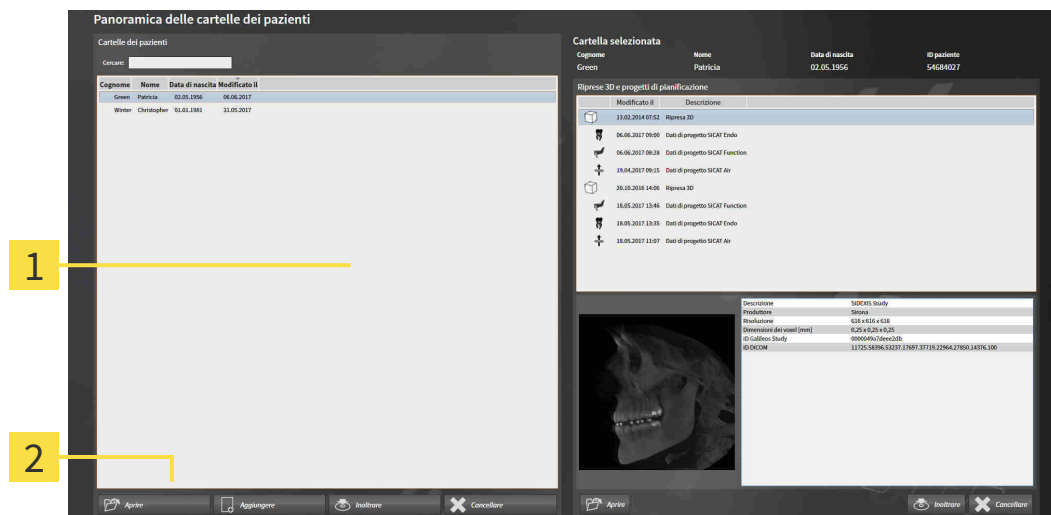 Panoramica delle cartelle dei pazienti
Cartelle dei pazienti
Cercare:
Cognome Nome Data di nascita Modificato il
Green Patricia 02.05.1956 06.06.2017
Winter Christopher 01.01.1981 31.05.2017
1
2
Aprire Aggiungere Inoltrare Cancellare
Cartella selezionata
Cognome Nome Data di nascita ID paziente
Green Patricia 02.05.1956 54684027
Riprese 3D e progetti di pianificazione
Modificato il Descrizione
13.02.2014 07:52 Ripresa 3D
06.06.2017 09:00 Dati di progetto SICAT Endo
06.06.2017 08:28 Dati di progetto SICAT Function
19.04.2017 09:15 Dati di progetto SICAT Air
20.10.2016 14:06 Ripresa 3D
18.05.2017 13:46 Dati di progetto SICAT Function
18.05.2017 13:35 Dati di progetto SICAT Endo
18.05.2017 11:07 Dati di progetto SICAT Air
Descrizione SIDEXIS Study
Produttore Sirona
Risoluzione 616 x 616 x 616
Dimensioni dei voxel [mm] 0,25 x 0,25 x 0,25
ID Galileos Study 0000049a7deee2db
ID DICOM 11725.58396.53237.17697.37719.22964.27850.14376.100
Aprire Inoltrare Cancellare